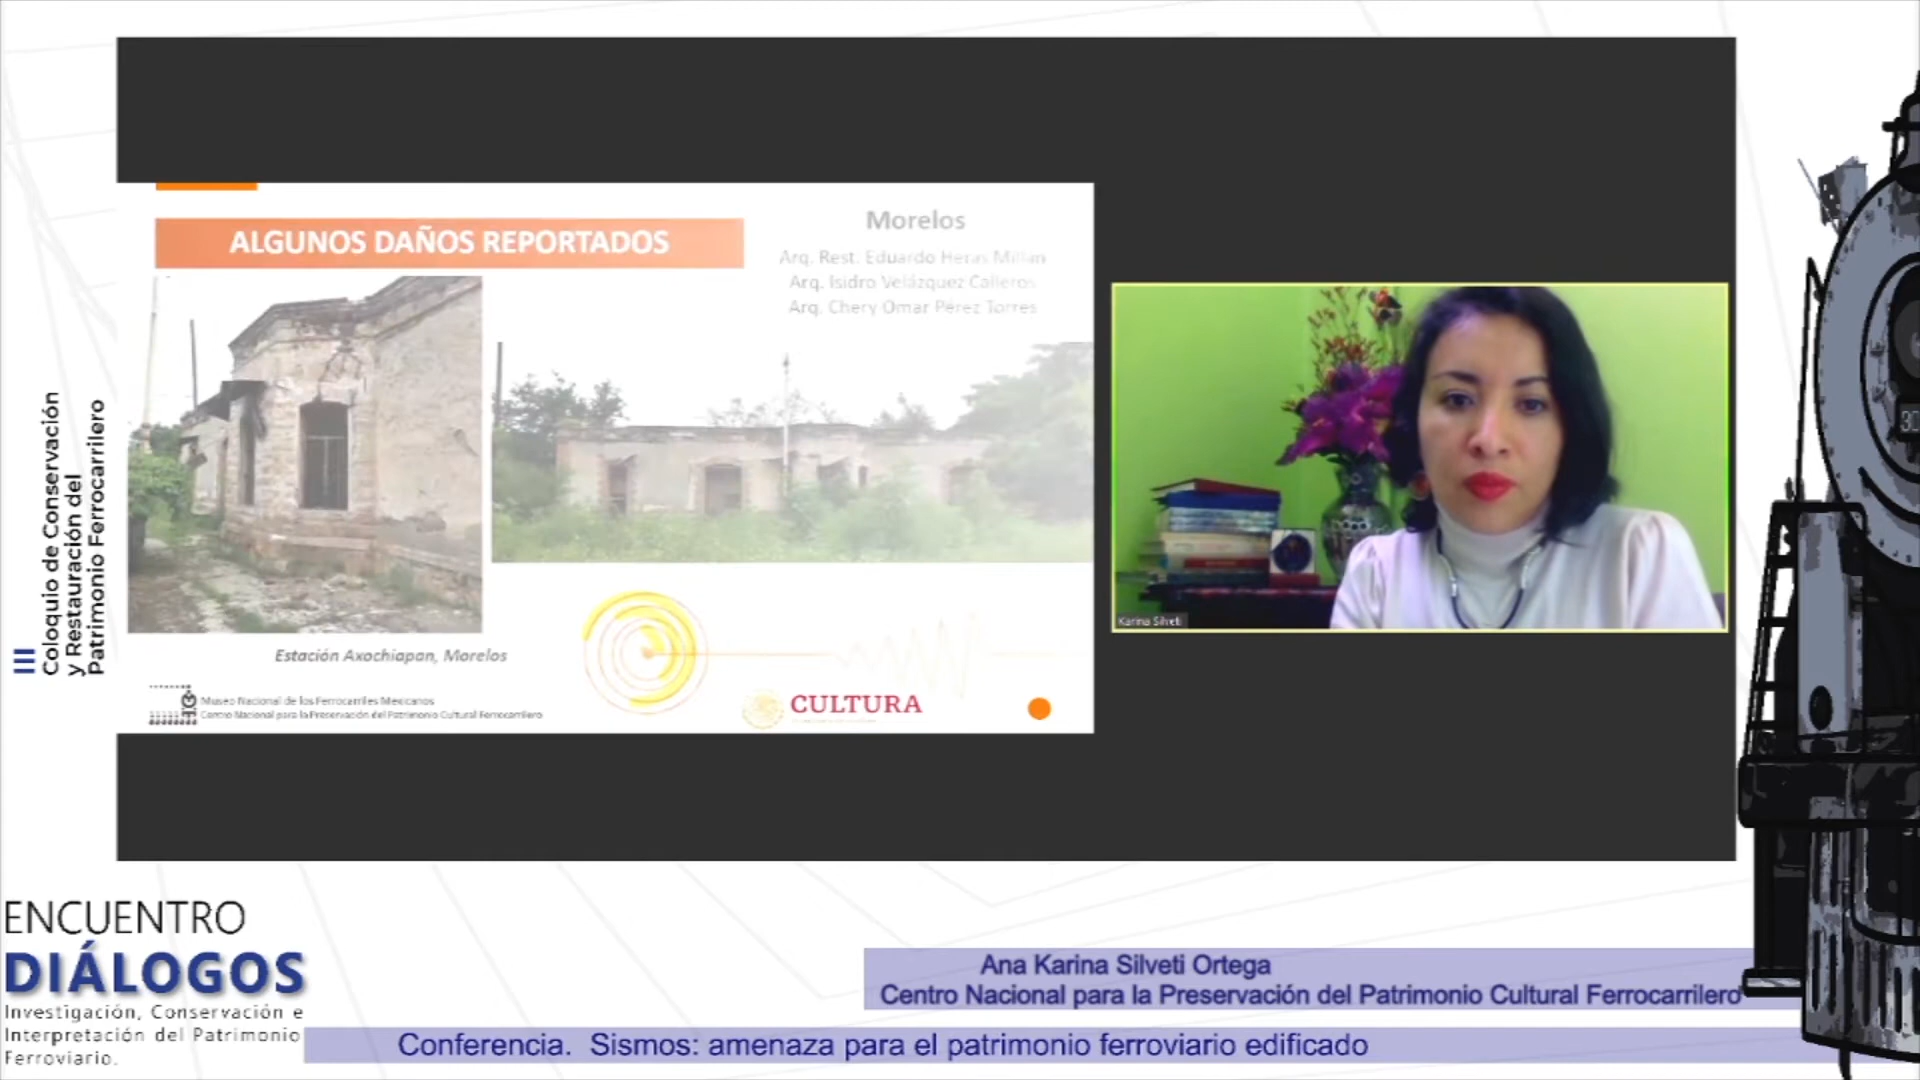 ALGUNOS DAÑOS REPORTADOS
Morelos
Arq. Rest. Eduardo Heras Millan
Arq. Isidro Velázquez Calleros
Arq. Chery Omar Pérez Torres
Estación Axochiapan, Morelos
Museo Nacional de los Ferrocarriles Mexicanos
Centro Nacional para la Preservación del Patrimonio Cultural Ferrocarrilero
CULTURA
Karina Silveti
30
III
Coloquio de Conservación
y Restauración del
Patrimonio Ferrocarrilero
ENCUENTRO
DIÁLOGOS
Investigación, Conservación e
Interpretación del Patrimonio
Ferroviario.
Ana Karina Silveti Ortega
Centro Nacional para la Preservación del Patrimonio Cultural Ferrocarrilero
Conferencia. Sismos: amenaza para el patrimonio ferroviario edificado